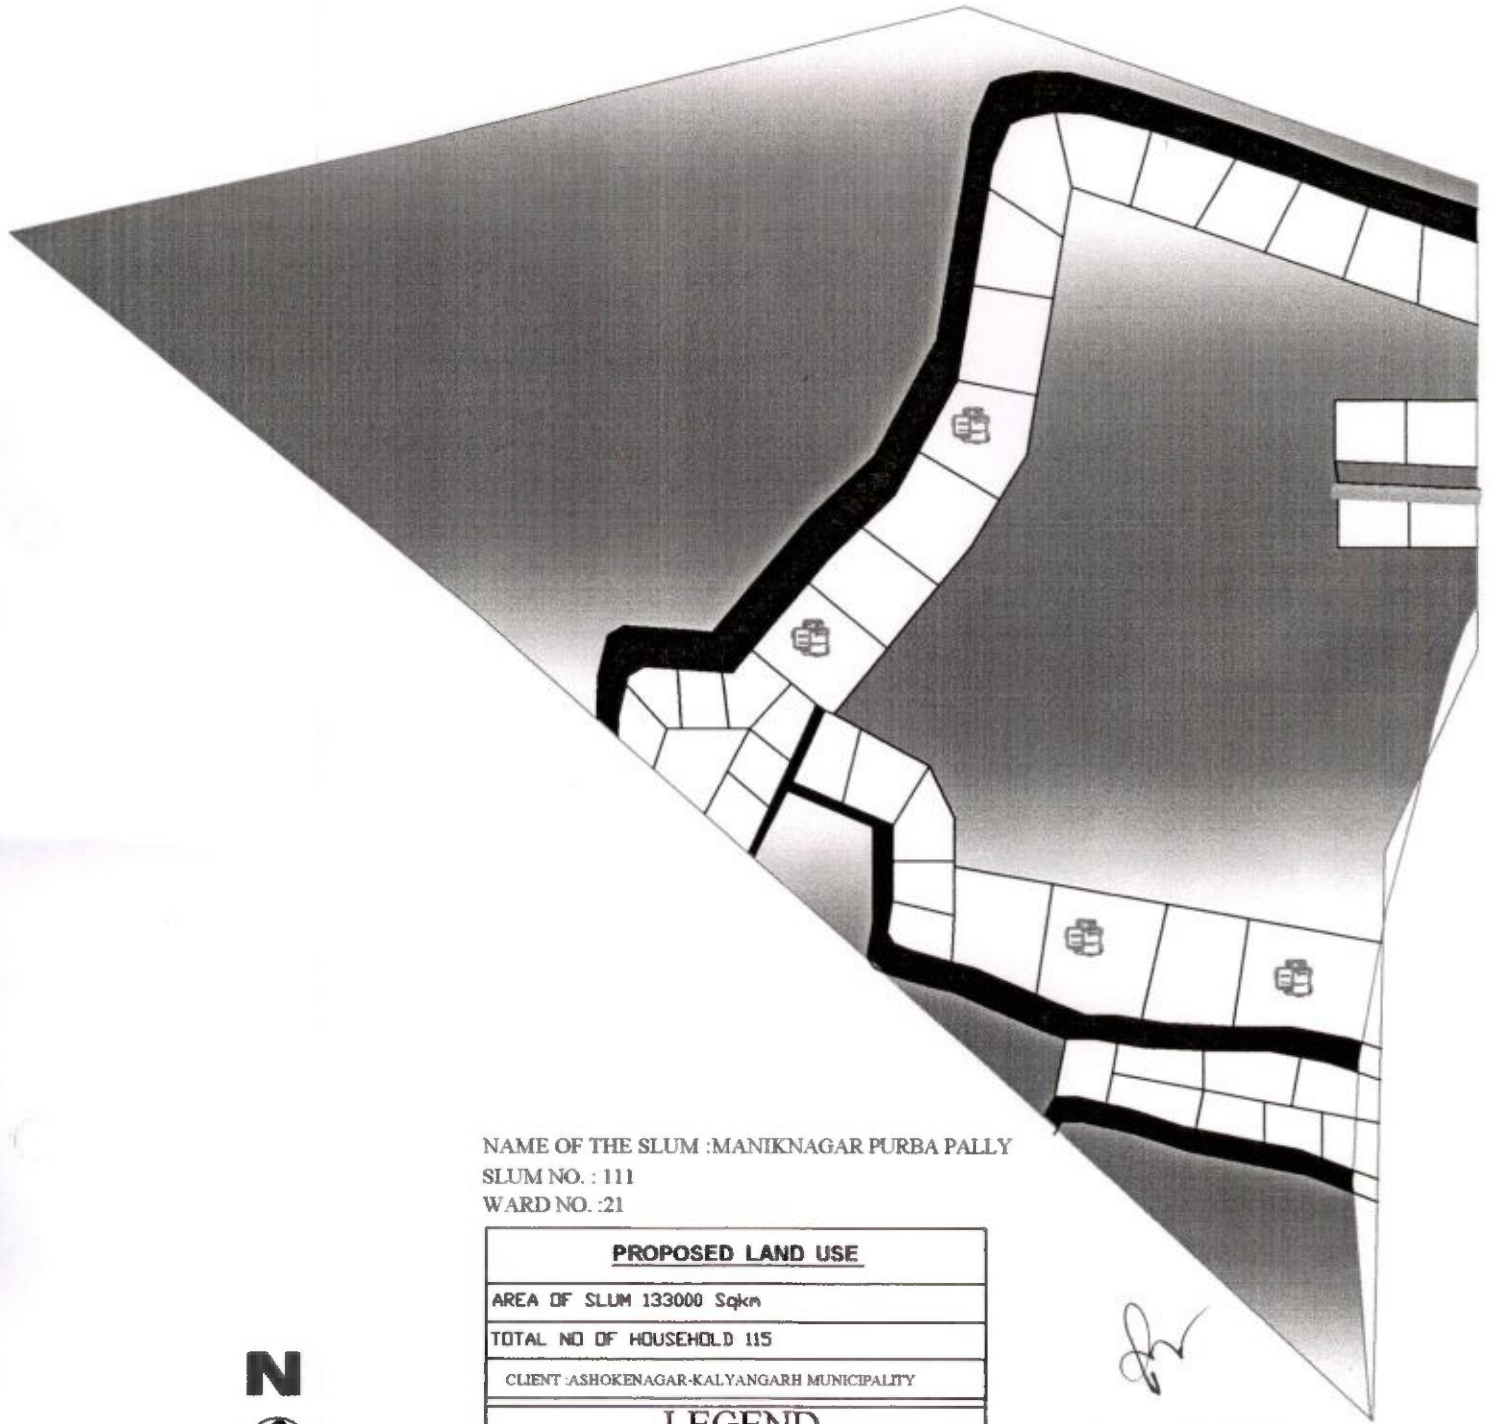 NAME OF THE SLUM :MANIKNAGAR PURBA PALLY
SLUM NO. : 111
WARD NO. :21
PROPOSED LAND USE
AREA OF SLUM 133000 Sqkm
TOTAL NO OF HOUSEHOLD 115
CLIENT :ASHOKENAGAR-KALYANGARH MUNICIPALITY
LEGEND
N